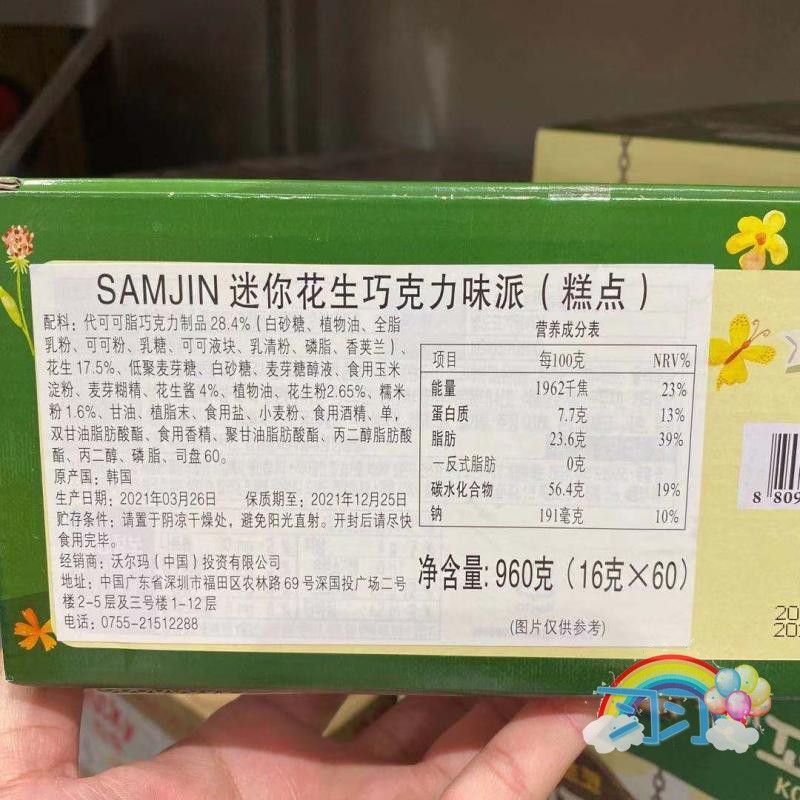 SAMJIN 迷你花生巧克力味派（糕点）
配料：代可可脂巧克力制品 28.4%（白砂糖、植物油、全脂
乳粉、可可粉、乳糖、可可液块、乳清粉、磷脂、香荚兰）、
花生 17.5%、低聚麦芽糖、白砂糖、麦芽糖醇液、食用玉米
淀粉、麦芽糊精、花生酱 4%、植物油、花生粉2.65%、糯米
粉 1.6%、甘油、植脂末、食用盐、小麦粉、食用酒精、单，
双甘油脂肪酸酯、食用香精、聚甘油脂肪酸酯、丙二醇脂肪酸
酯、丙二醇、磷 脂、司盘 60。
原产国：韩国
生产日期：2021年03月26日 保质期至：2021年12月25日
贮存条件：请置于阴凉干燥处，避免阳光直射。开封后请尽快
食用完毕。
经销商：沃尔玛（中国）投资有限公司
地址：中国广东省深圳市福田区农林路 69 号深国投广场二号
楼 2-5 层及三号楼 1-12 层
电话：0755-21512288
营养成分表
项目 每100克 NRV%
能量 1962千焦 23%
蛋白质 7.7克 13%
脂肪 23.6克 39%
一反式脂肪 0克
碳水化合物 56.4克 19%
钠 191毫克 10%
净含量: 960克（16克×60）
(图片仅供参考)
8 809